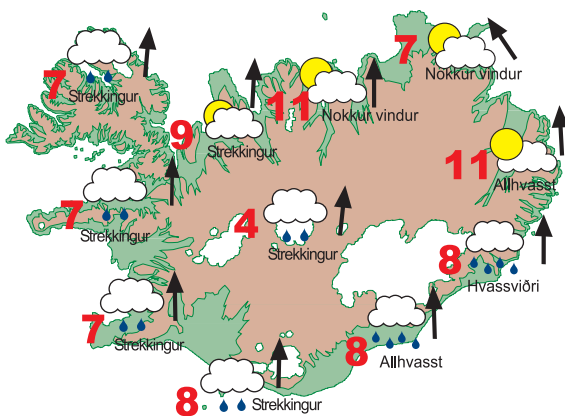 7
Strekkingur
7
Nokkur vindur
11
Nokkur vindur
9
Strekkingur
11
Allhvasst
7
Strekkingur
4
Strekkingur
8
Hvassviðri
7
Strekkingur
8
Allhvasst
8
Strekkingur